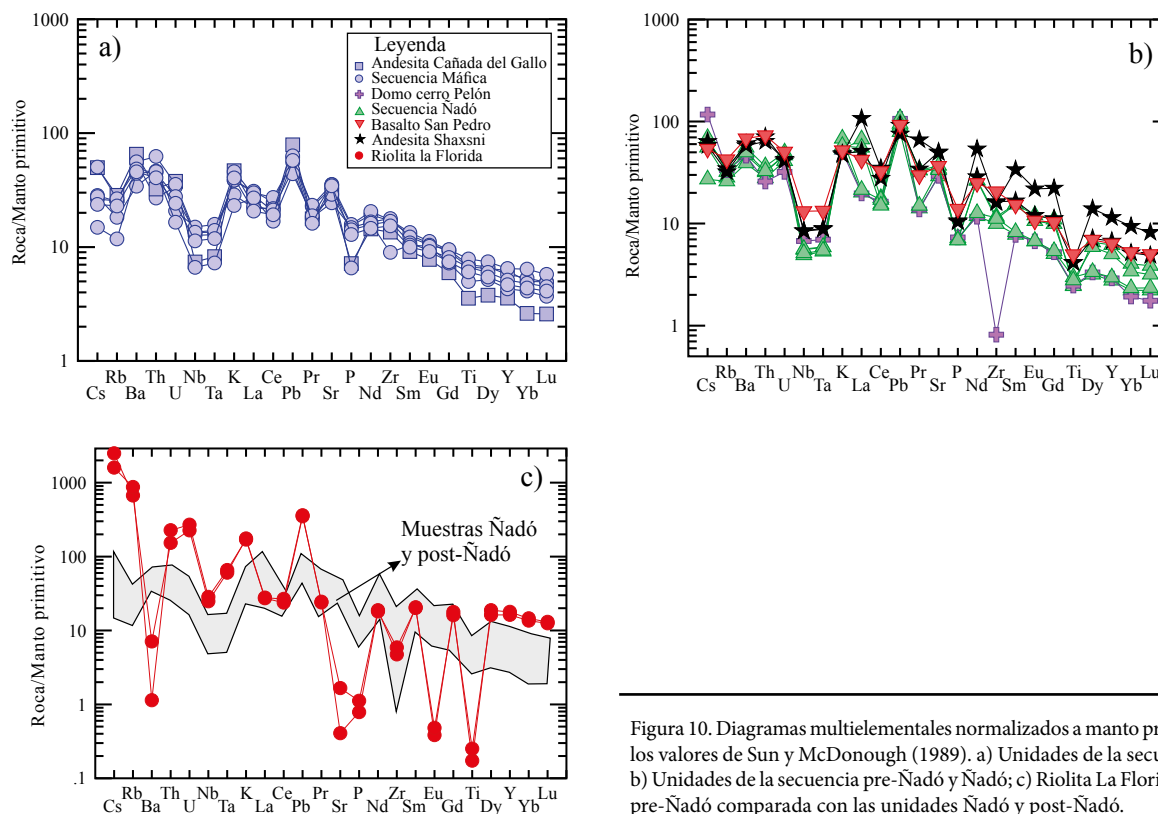 a)
1000
100
10
1
Roca/Manto primitivo
Leyenda
Andesita Cañada del Gallo
Secuencia Máfica
Domo cerro Pelón
Secuencia Ñadó
Basalto San Pedro
Andesita Shaxsni
Riolita la Florida
Rb Th Nb K Ce Pr P Zr Eu Ti Y Lu
Cs Ba U Ta La Pb Sr Nd Sm Gd Dy Yb
b)
1000
100
10
1
Roca/Manto primitivo
Rb Th Nb K Ce Pr P Zr Eu Ti Y Lu
Cs Ba U Ta La Pb Sr Nd Sm Gd Dy Yb
c)
1000
100
10
1
.1
Roca/Manto primitivo
Muestras Ñadó
y post-Ñadó
Rb Th Nb K Ce Pr P Zr Eu Ti Y Lu
Cs Ba U Ta La Pb Sr Nd Sm Gd Dy Yb
Figura 10. Diagramas multielementales normalizados a manto pr
los valores de Sun y McDonough (1989). a) Unidades de la secu
b) Unidades de la secuencia pre-Ñadó y Ñadó; c) Riolita La Flori
pre-Ñadó comparada con las unidades Ñadó y post-Ñadó.